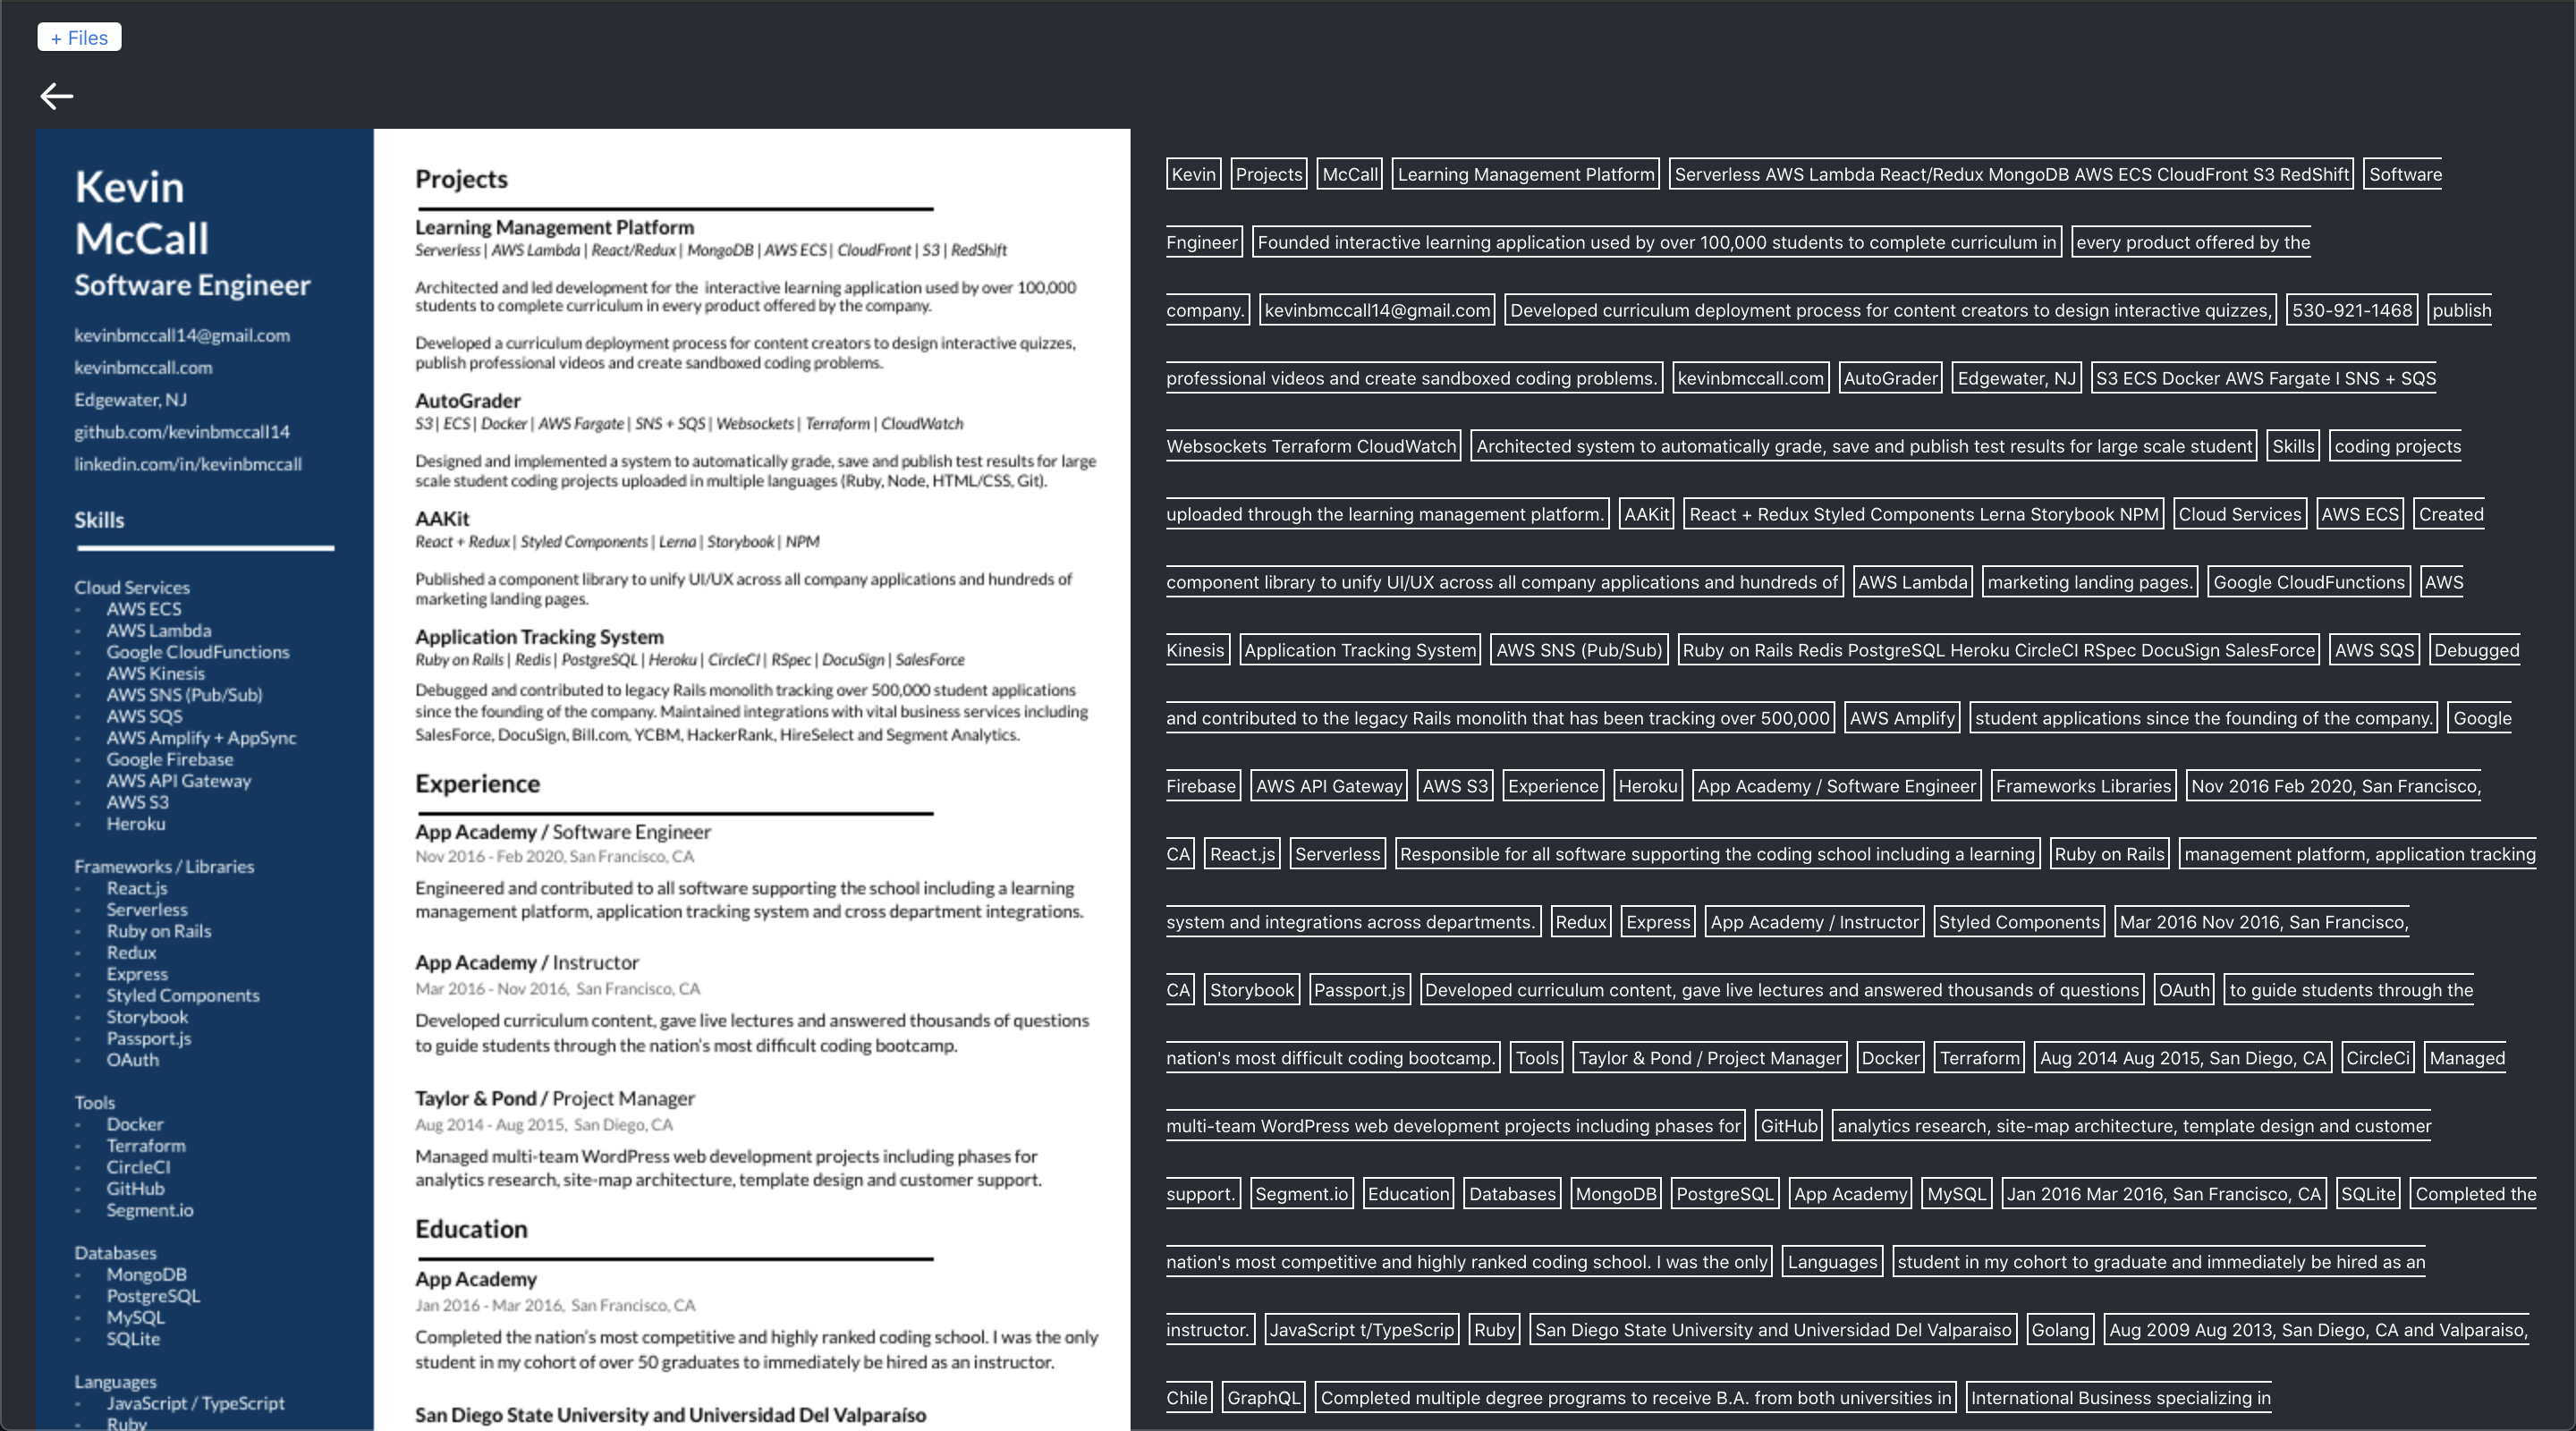 + Files
Kevin
McCall
Software Engineer
kevinbmccall14@gmail.com
kevinbmccall.com
Edgewater, NJ
github.com/kevinbmccall14
linkedin.com/in/kevinbmccall
Skills
Cloud Services
- AWS ECS
- AWS Lambda
- Google CloudFunctions
- AWS Kinesis
- AWS SNS (Pub/Sub)
- AWS SQS
- AWS Amplify + AppSync
- Google Firebase
- AWS API Gateway
- AWS S3
- Heroku
Frameworks / Libraries
- React.js
- Serverless
- Ruby on Rails
- Redux
- Express
- Styled Components
- Storybook
- Passport.js
- OAuth
Tools
- Docker
- Terraform
- CircleCI
- GitHub
- Segment.io
Databases
- MongoDB
- PostgreSQL
- MySQL
- SQLite
Languages
- JavaScript / TypeScript
- Ruby
Projects
Learning Management Platform
Serverless | AWS Lambda | React/Redux | MongoDB | AWS ECS | CloudFront | S3 | RedShift
Architected and led development for the interactive learning application used by over 100,000
students to complete curriculum in every product offered by the company.
Developed a curriculum deployment process for content creators to design interactive quizzes,
publish professional videos and create sandboxed coding problems.
AutoGrader
S3 | ECS | Docker | AWS Fargate | SNS + SQS | Websockets | Terraform | CloudWatch
Designed and implemented a system to automatically grade, save and publish test results for large
scale student coding projects uploaded in multiple languages (Ruby, Node, HTML/CSS, Git).
AAKit
React + Redux | Styled Components | Lerna | Storybook | NPM
Published a component library to unify UI/UX across all company applications and hundreds of
marketing landing pages.
Application Tracking System
Ruby on Rails | Redis | PostgreSQL | Heroku | CircleCI | RSpec | DocuSign | SalesForce
Debugged and contributed to legacy Rails monolith tracking over 500,000 student applications
since the founding of the company. Maintained integrations with vital business services including
SalesForce, DocuSign, Bill.com, YCBM, HackerRank, HireSelect and Segment Analytics.
Experience
App Academy / Software Engineer
Nov 2016 - Feb 2020, San Francisco, CA
Engineered and contributed to all software supporting the school including a learning
management platform, application tracking system and cross department integrations.
App Academy / Instructor
Mar 2016 - Nov 2016, San Francisco, CA
Developed curriculum content, gave live lectures and answered thousands of questions
to guide students through the nation's most difficult coding bootcamp.
Taylor & Pond / Project Manager
Aug 2014 - Aug 2015, San Diego, CA
Managed multi-team WordPress web development projects including phases for
analytics research, site-map architecture, template design and customer support.
Education
App Academy
Jan 2016 - Mar 2016, San Francisco, CA
Completed the nation's most competitive and highly ranked coding school. I was the only
student in my cohort of over 50 graduates to immediately be hired as an instructor.
San Diego State University and Universidad Del Valparaíso
Kevin Projects McCall Learning Management Platform Serverless AWS Lambda React/Redux MongoDB AWS ECS CloudFront S3 RedShift Software
Fngineer Founded interactive learning application used by over 100,000 students to complete curriculum in every product offered by the
company. kevinbmccall14@gmail.com Developed curriculum deployment process for content creators to design interactive quizzes, 530-921-1468 publish
professional videos and create sandboxed coding problems. kevinbmccall.com AutoGrader Edgewater, NJ S3 ECS Docker AWS Fargate I SNS + SQS
Websockets Terraform CloudWatch Architected system to automatically grade, save and publish test results for large scale student Skills coding projects
uploaded through the learning management platform. AAKit React + Redux Styled Components Lerna Storybook NPM Cloud Services AWS ECS Created
component library to unify UI/UX across all company applications and hundreds of AWS Lambda marketing landing pages. Google CloudFunctions AWS
Kinesis Application Tracking System AWS SNS (Pub/Sub) Ruby on Rails Redis PostgreSQL Heroku CircleCI RSpec DocuSign SalesForce AWS SQS Debugged
and contributed to the legacy Rails monolith that has been tracking over 500,000 AWS Amplify student applications since the founding of the company. Google
Firebase AWS API Gateway AWS S3 Experience Heroku App Academy / Software Engineer Frameworks Libraries Nov 2016 Feb 2020, San Francisco,
CA React.js Serverless Responsible for all software supporting the coding school including a learning Ruby on Rails management platform, application tracking
system and integrations across departments. Redux Express App Academy / Instructor Styled Components Mar 2016 Nov 2016, San Francisco,
CA Storybook Passport.js Developed curriculum content, gave live lectures and answered thousands of questions OAuth to guide students through the
nation's most difficult coding bootcamp. Tools Taylor & Pond / Project Manager Docker Terraform Aug 2014 Aug 2015, San Diego, CA CircleCi Managed
multi-team WordPress web development projects including phases for GitHub analytics research, site-map architecture, template design and customer
support. Segment.io Education Databases MongoDB PostgreSQL App Academy MySQL Jan 2016 Mar 2016, San Francisco, CA SQLite Completed the
nation's most competitive and highly ranked coding school. I was the only Languages student in my cohort to graduate and immediately be hired as an
instructor. JavaScript t/TypeScrip Ruby San Diego State University and Universidad Del Valparaiso Golang Aug 2009 Aug 2013, San Diego, CA and Valparaiso,
Chile GraphQL Completed multiple degree programs to receive B.A. from both universities in International Business specializing in